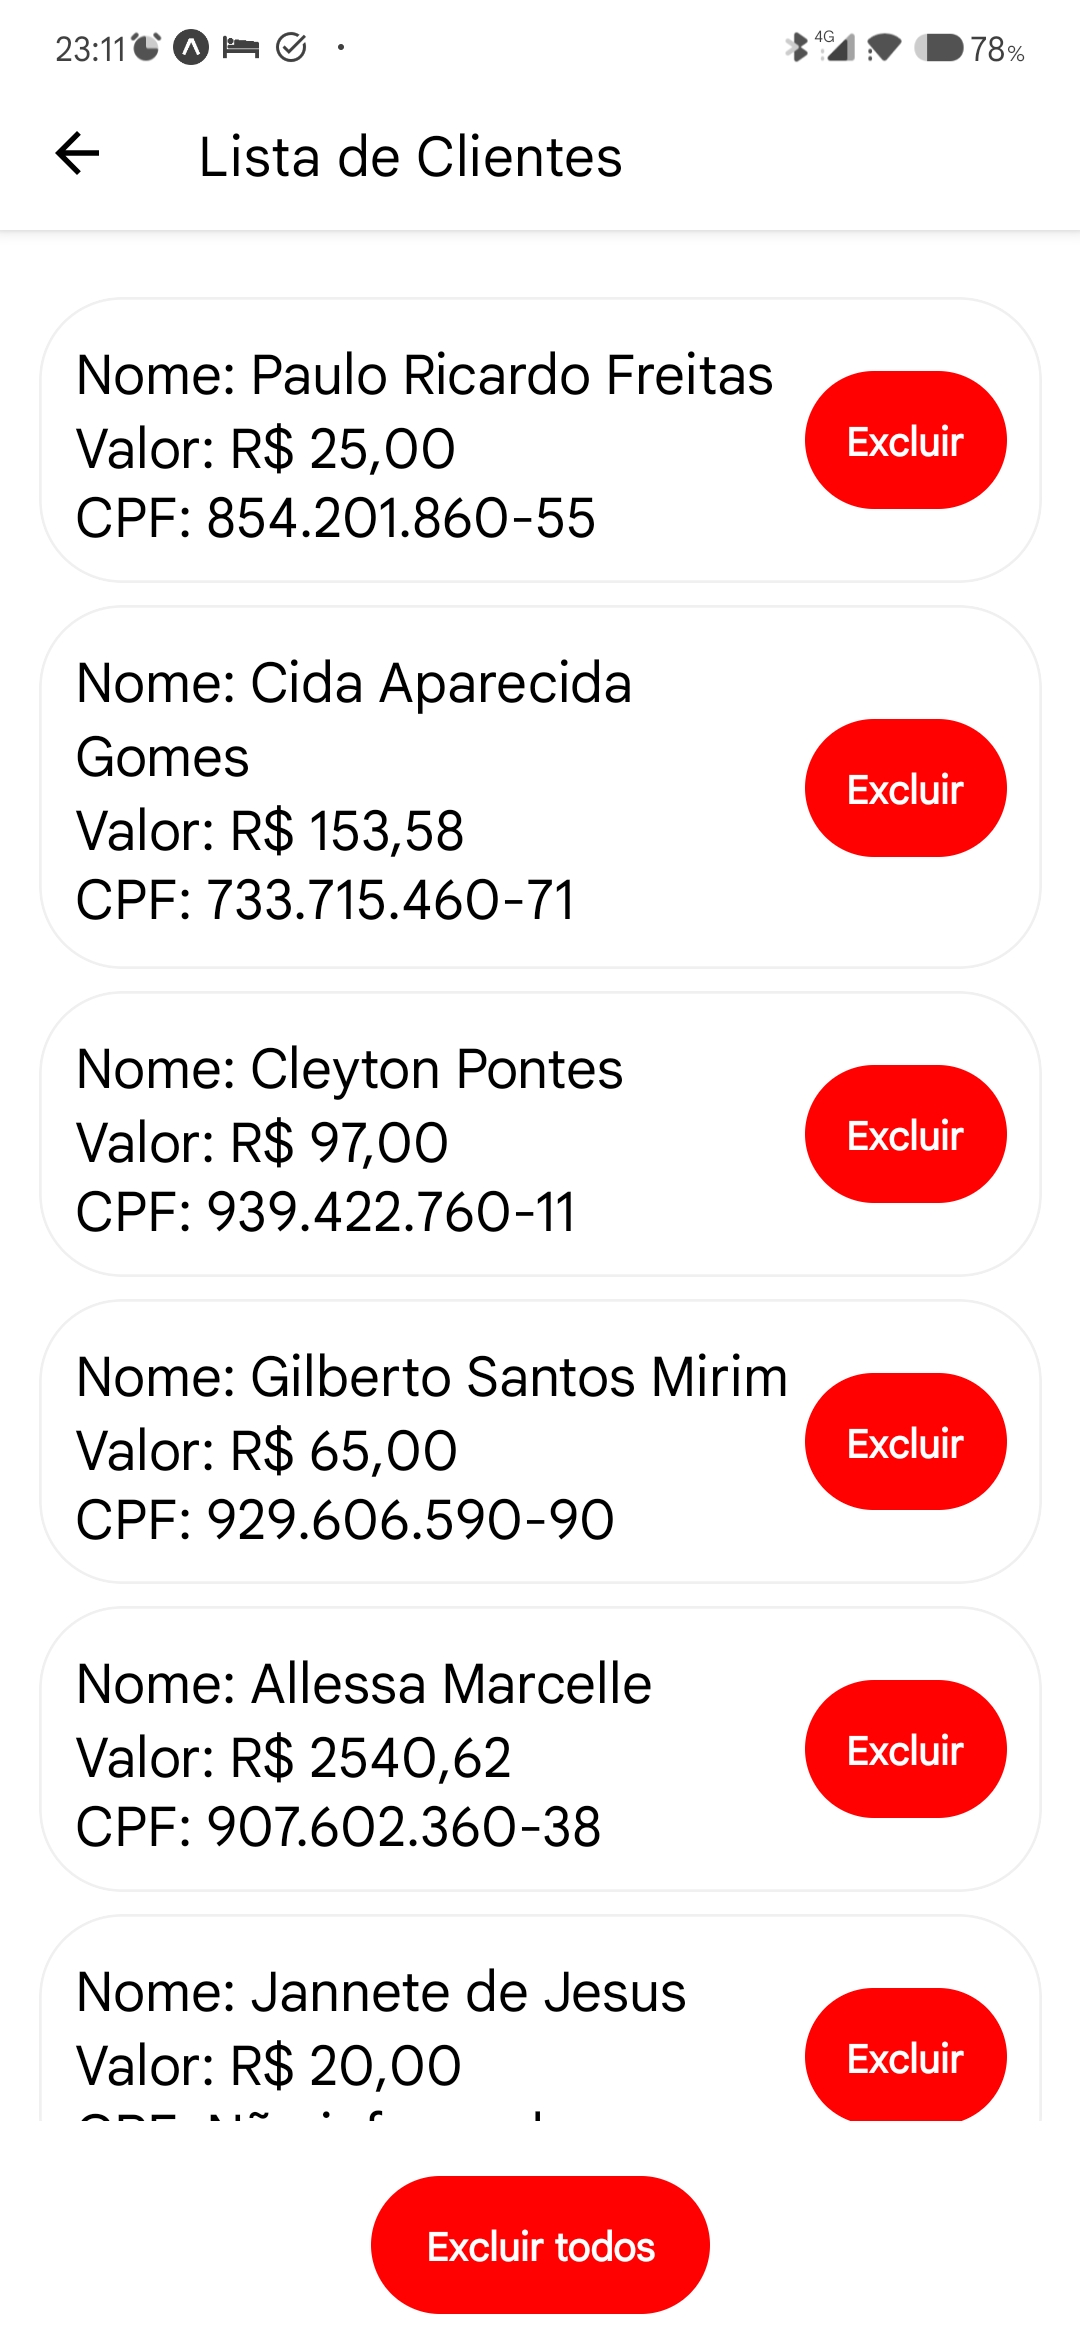 23:11
4G
78%
Lista de Clientes
Nome: Paulo Ricardo Freitas
Valor: R$ 25,00
CPF: 854.201.860-55
Excluir
Nome: Cida Aparecida
Gomes
Valor: R$ 153,58
CPF: 733.715.460-71
Excluir
Nome: Cleyton Pontes
Valor: R$ 97,00
CPF: 939.422.760-11
Excluir
Nome: Gilberto Santos Mirim
Valor: R$ 65,00
CPF: 929.606.590-90
Excluir
Nome: Allessa Marcelle
Valor: R$ 2540,62
CPF: 907.602.360-38
Excluir
Nome: Jannete de Jesus
Valor: R$ 20,00
Excluir
Excluir todos